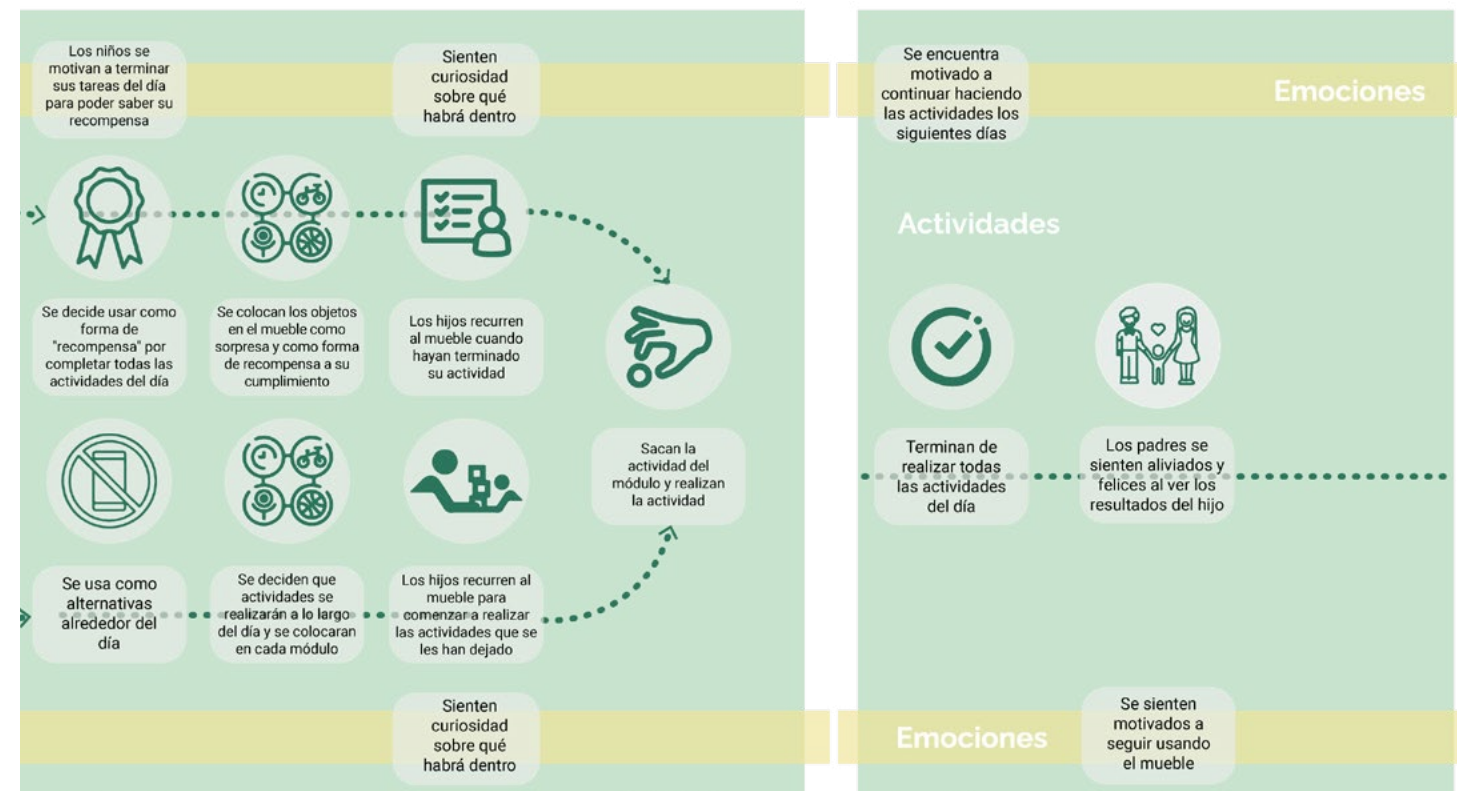 Los niños se
motivan a terminar
sus tareas del día
para poder saber su
recompensa
Sienten
curiosidad
sobre qué
habrá dentro
Se decide usar como
forma de
"recompensa" por
completar todas las
actividades del día
Se colocan los objetos
en el mueble como
sorpresa y como forma
de recompensa a su
cumplimiento
Los hijos recurren
al mueble cuando
hayan terminado
su actividad
Sacan la
actividad del
módulo y realizan
la actividad
Se usa como
alternativas
alrededor del
día
Se deciden que
actividades se
realizarán a lo largo
del día y se colocaran
en cada módulo
Los hijos recurren al
mueble para
comenzar a realizar
las actividades que se
les han dejado
Sienten
curiosidad
sobre qué
habrá dentro
Se encuentra
motivado a
continuar haciendo
las actividades los
siguientes días
Emociones
Actividades
Terminan de
realizar todas
las actividades
del día
Los padres se
sienten aliviados y
felices al ver los
resultados del hijo
Emociones
Se sienten
motivados a
seguir usando
el mueble